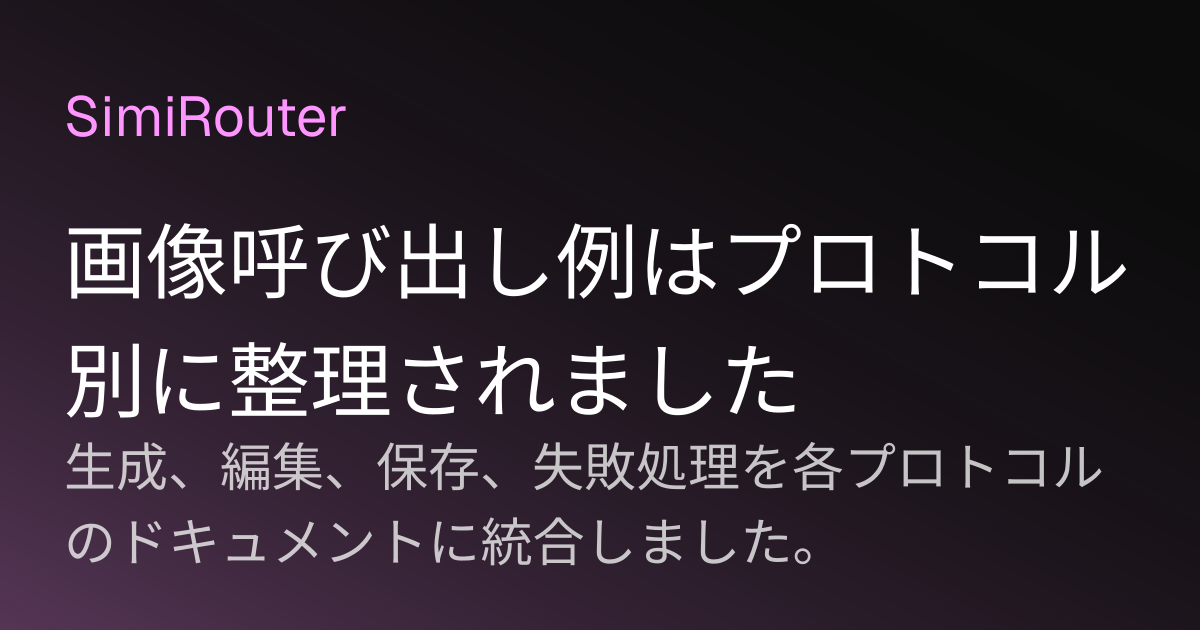 SimiRouter
画像呼び出し例はプロトコル
別に整理されました
生成、編集、保存、失敗処理を各プロトコル
のドキュメントに統合しました。